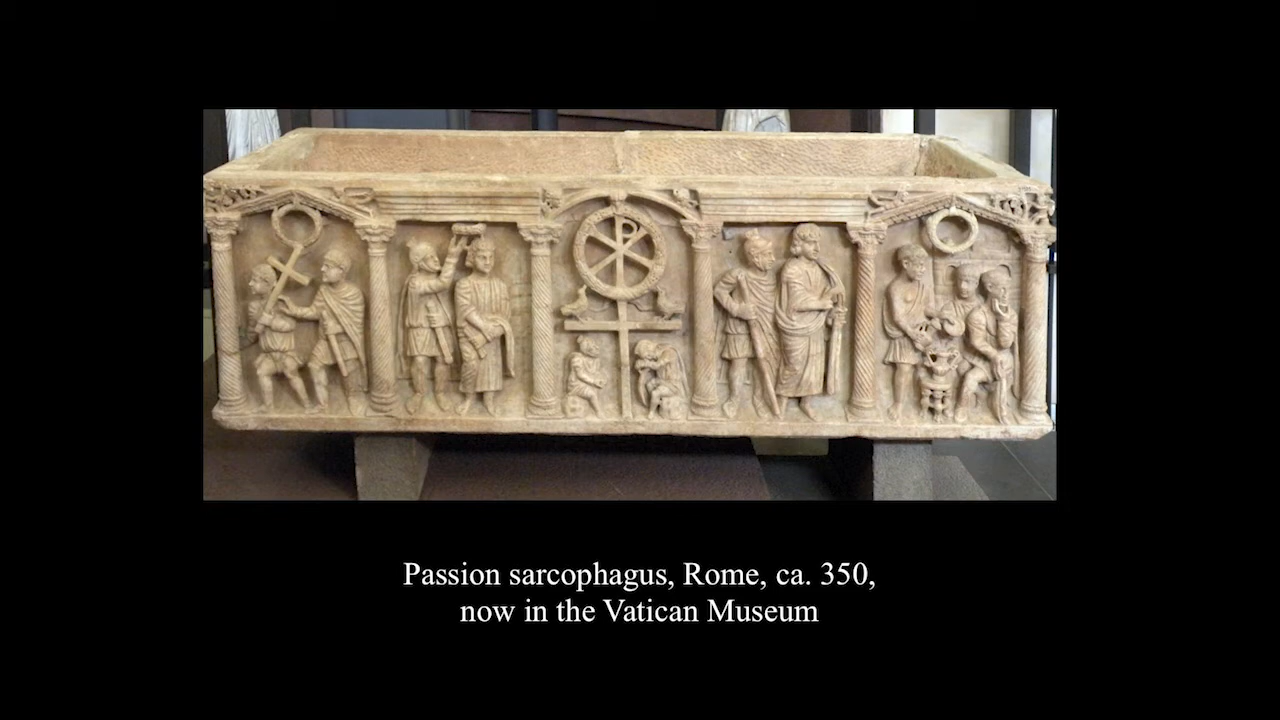 Passion sarcophagus, Rome, ca. 350,
now in the Vatican Museum